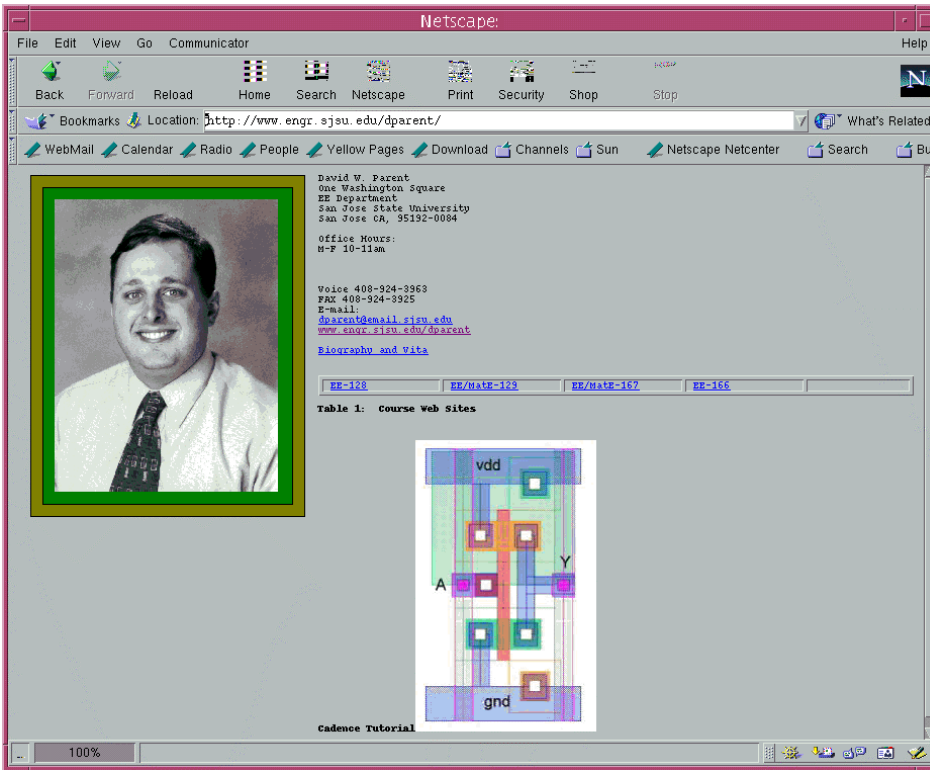 Netscape:
File Edit View Go Communicator Help
Back Forward Reload Home Search Netscape Print Security Shop Stop
N
Bookmarks Location: http://www.engr.sjsu.edu/dparent/ What's Related
WebMail Calendar Radio People Yellow Pages Download Channels Sun Netscape Netcenter Search Bu
David W. Parent
One Washington Square
EE Department
San Jose State University
San Jose CA, 95192-0084
Office Hours:
M-F 10-11am
Voice 408-924-3963
FAX 408-924-3925
E-mail:
dparent@email.sjsu.edu
www.engr.sjsu.edu/dparent
Biography and Vita
EE-128 EE/MatE-129 EE/MatE-167 EE-166
Table 1: Course Web Sites
vdd
Y
A
gnd
Cadence Tutorial
100%